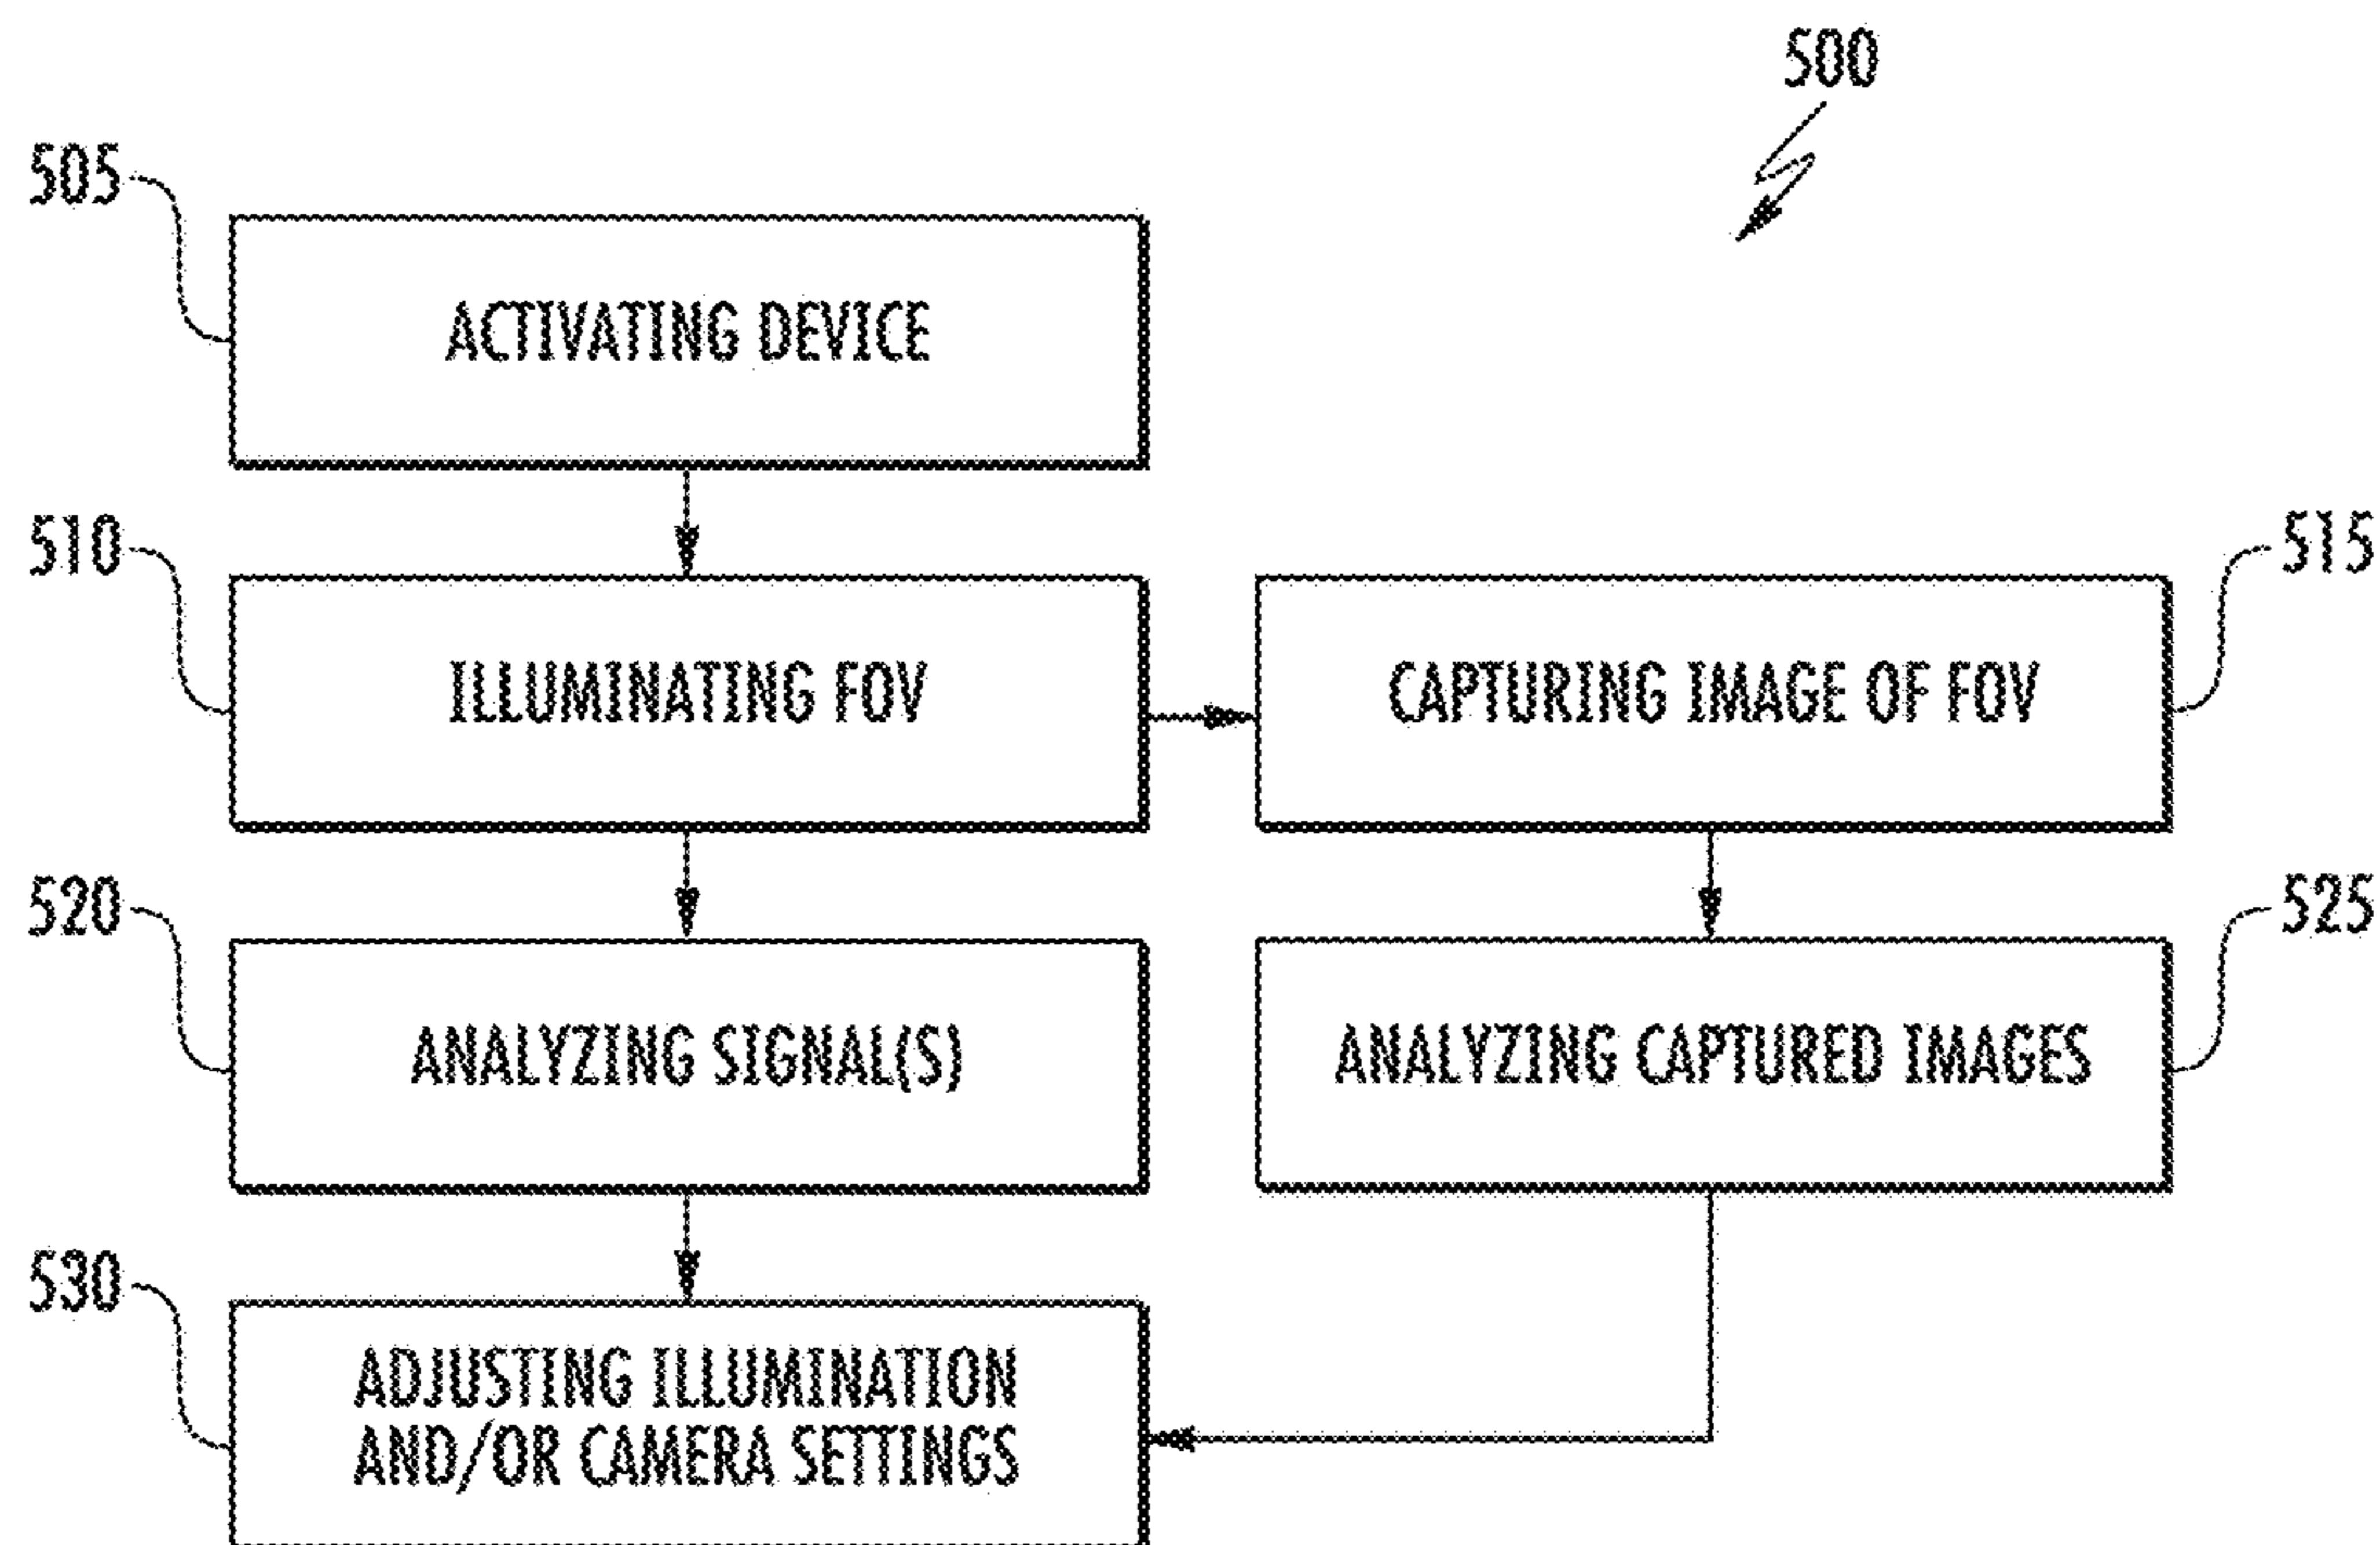 500
505
ACTIVATING DEVICE
510
ILLUMINATING FOV
515
CAPTURING IMAGE OF FOV
520
ANALYZING SIGNAL(S)
525
ANALYZING CAPTURED IMAGES
530
ADJUSTING ILLUMINATION
AND/OR CAMERA SETTINGS